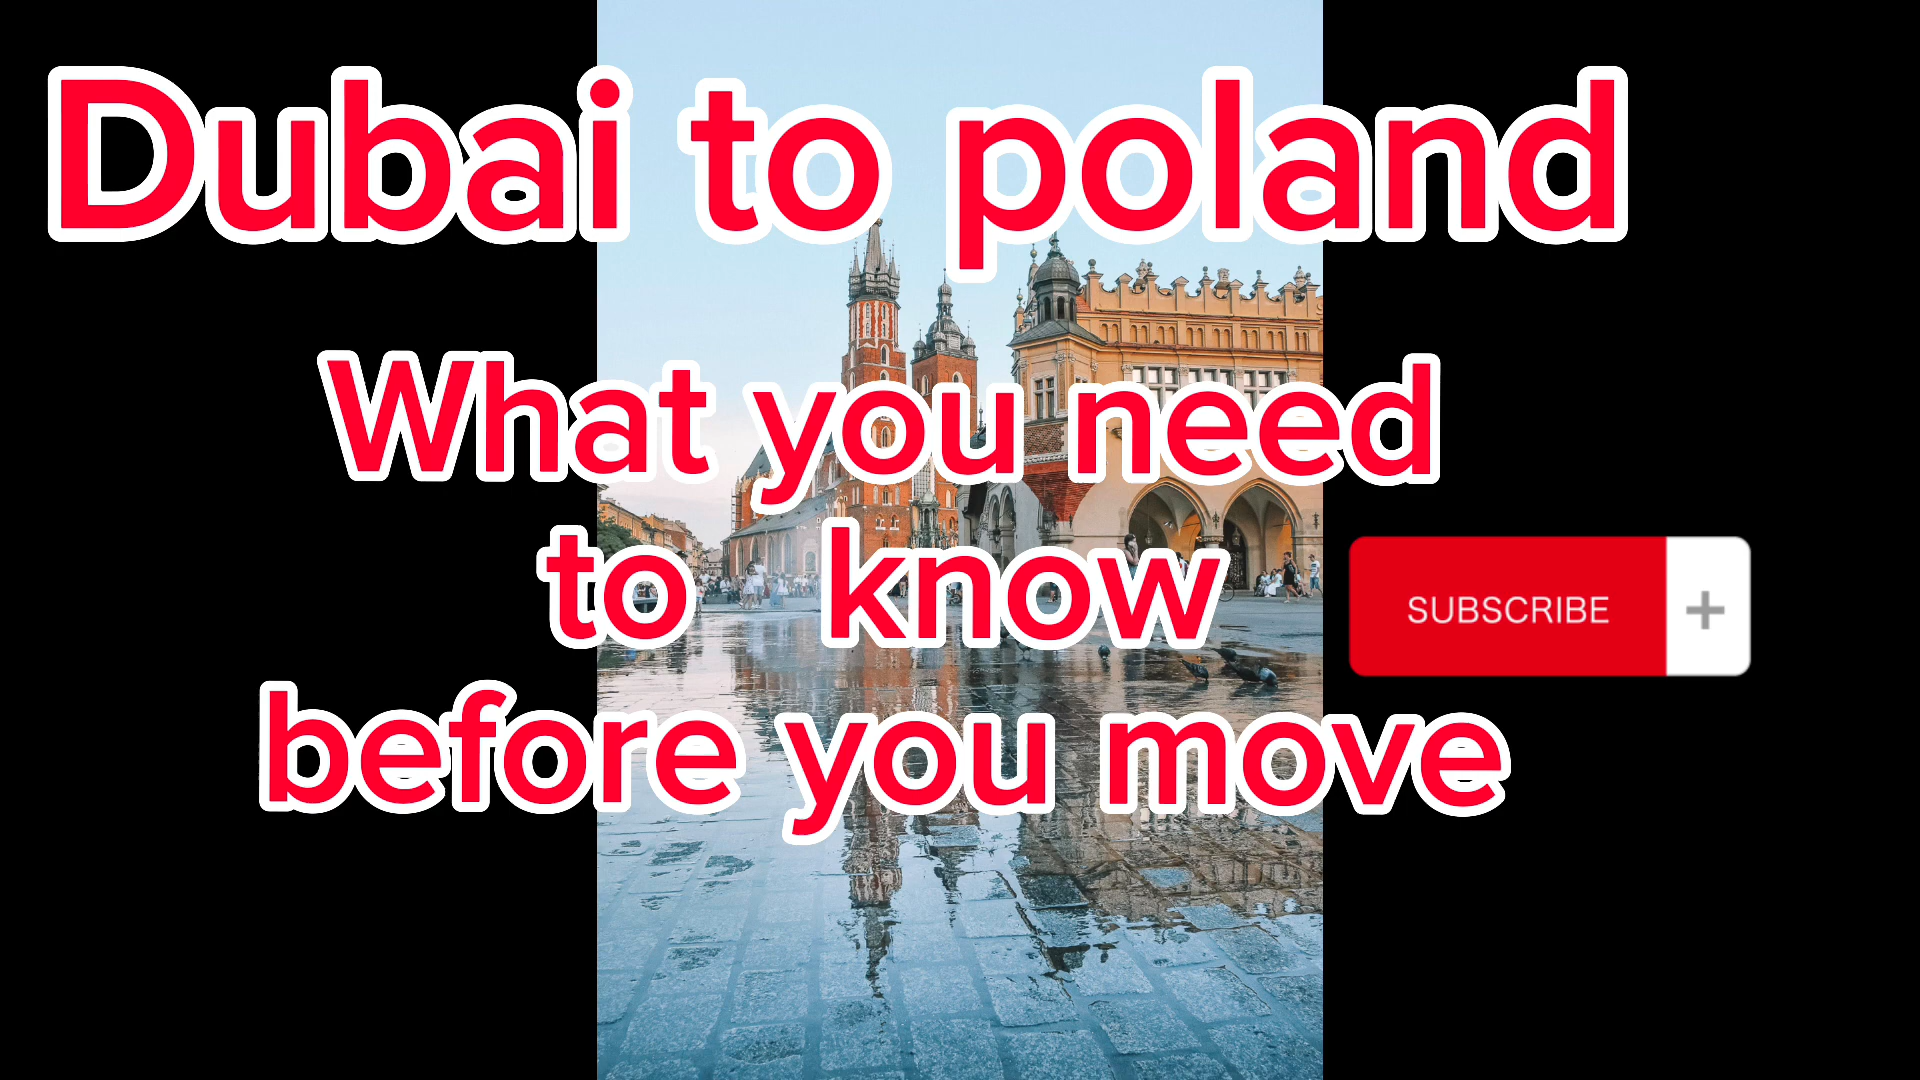 Dubai to poland
What you need
to know
SUBSCRIBE +
before you move